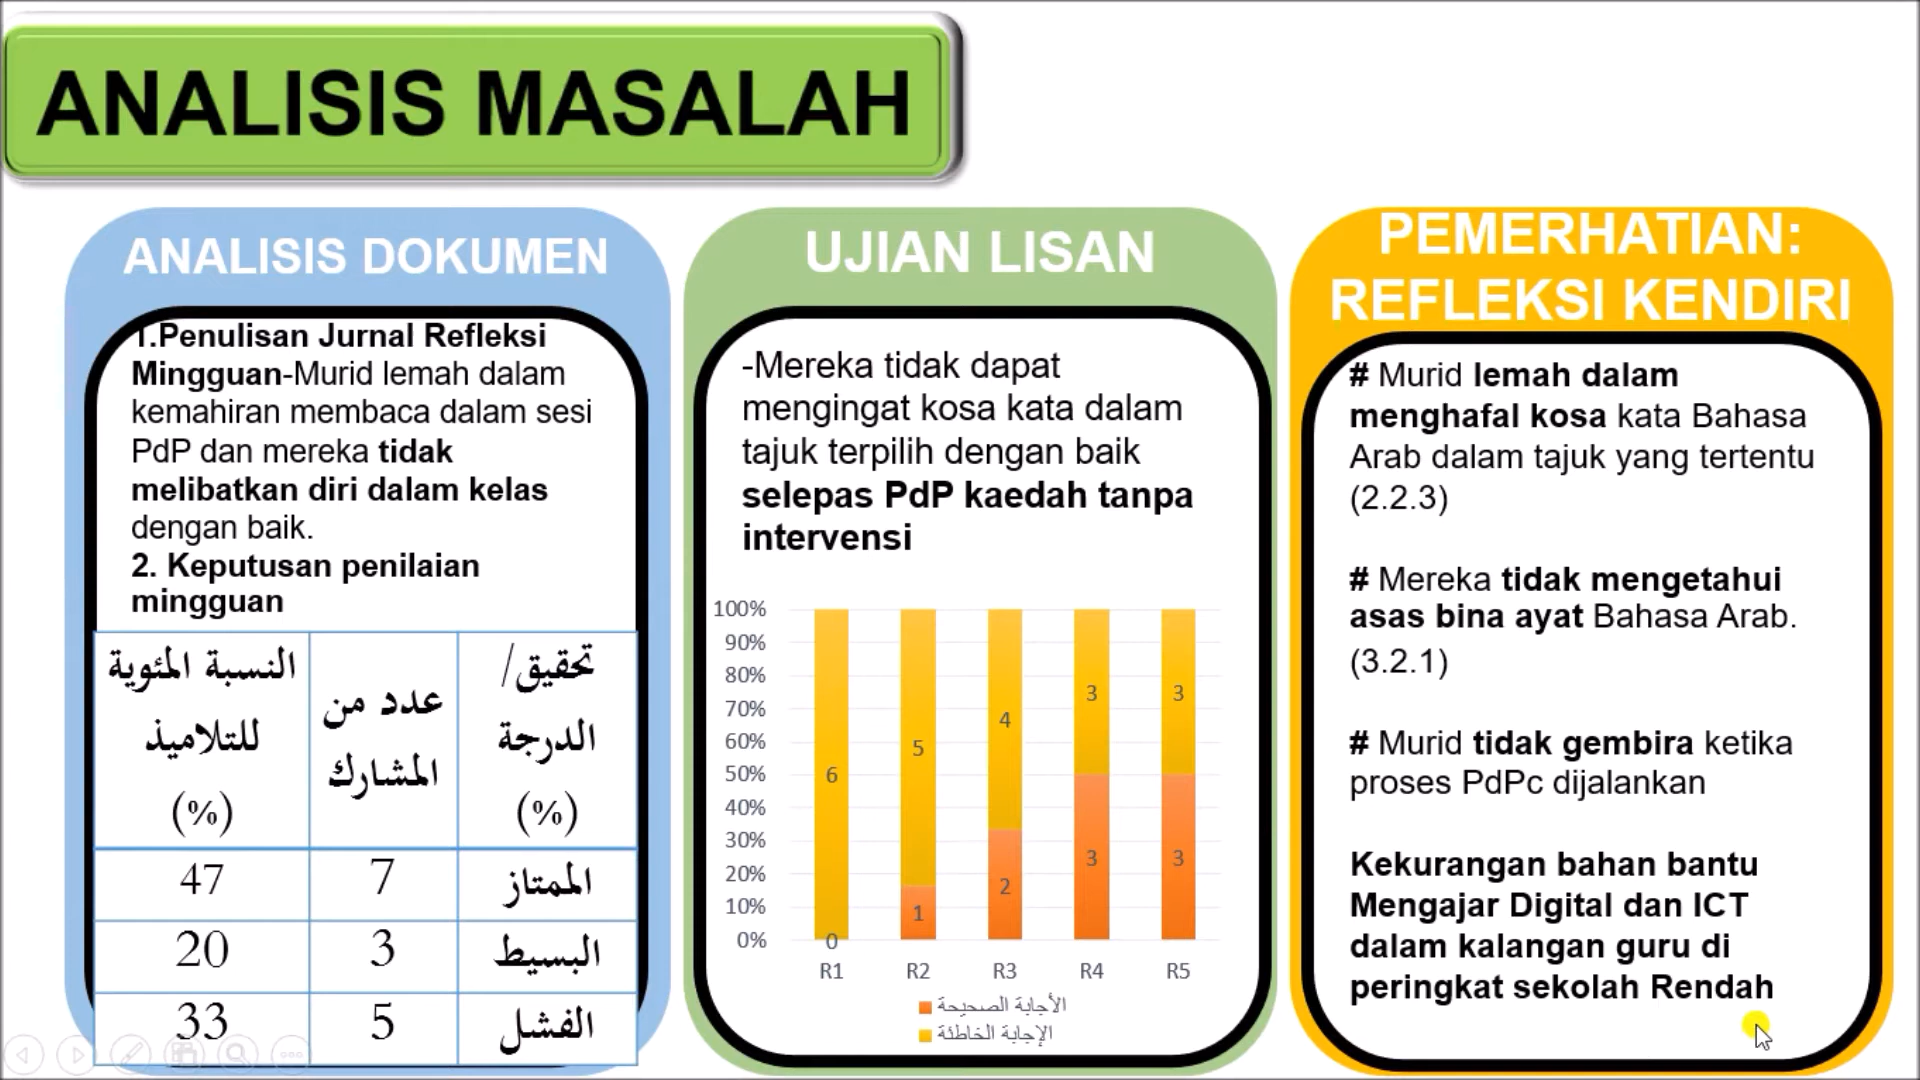 ANALISIS MASALAH
ANALISIS DOKUMEN
1.Penulisan Jurnal Refleksi
Mingguan-Murid lemah dalam
kemahiran membaca dalam sesi
PdP dan mereka tidak
melibatkan diri dalam kelas
dengan baik.
2. Keputusan penilaian
mingguan
تحقيق/
الدرجة
(%)
عدد من
المشارك
النسبة المئوية
للتلاميذ
(%)
الممتاز 7 47
البسيط 3 20
الفشل 5 33
UJIAN LISAN
-Mereka tidak dapat
mengingat kosa kata dalam
tajuk terpilih dengan baik
selepas PdP kaedah tanpa
intervensi
100%
90%
80%
70%
60%
50%
40%
30%
20%
10%
0%
6 5 4 3 3
0 1 2 3 3
R1 R2 R3 R4 R5
الأجابة الصحيحة
الإجابة الخاطئة
PEMERHATIAN:
REFLEKSI KENDIRI
# Murid lemah dalam
menghafal kosa kata Bahasa
Arab dalam tajuk yang tertentu
(2.2.3)
# Mereka tidak mengetahui
asas bina ayat Bahasa Arab.
(3.2.1)
# Murid tidak gembira ketika
proses PdPc dijalankan
Kekurangan bahan bantu
Mengajar Digital dan ICT
dalam kalangan guru di
peringkat sekolah Rendah